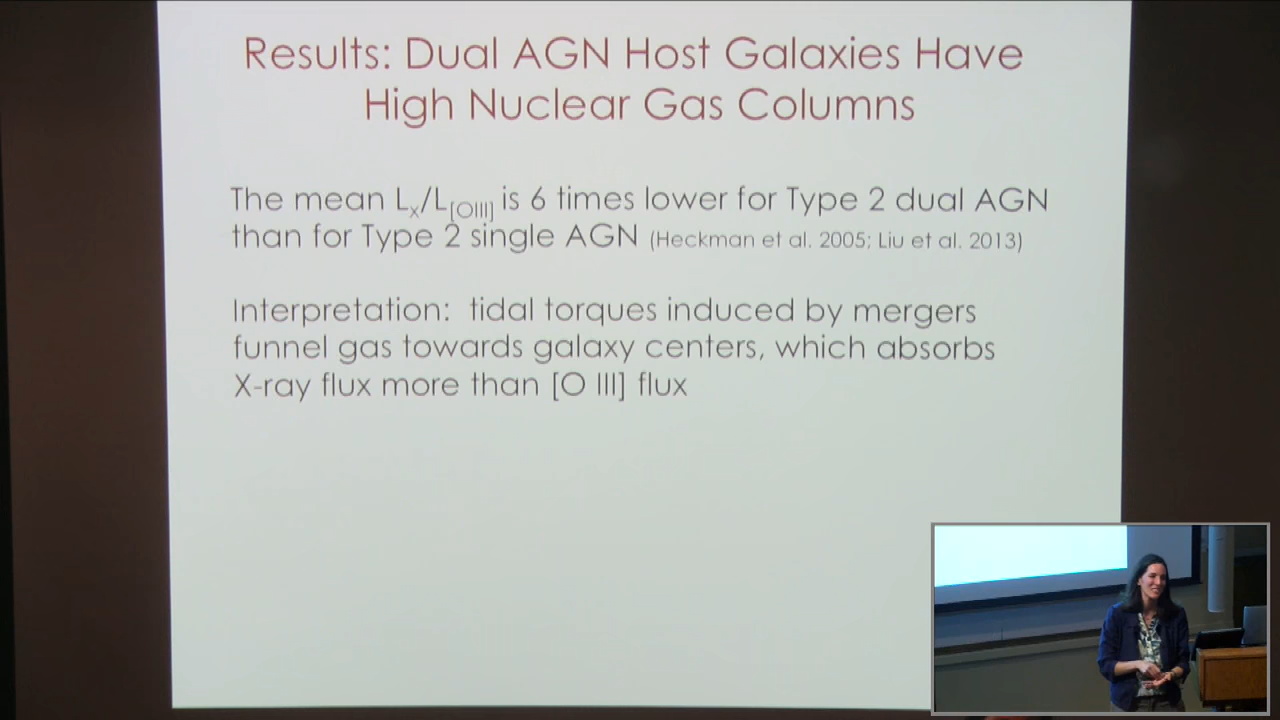 Results: Dual AGN Host Galaxies Have
High Nuclear Gas Columns
The mean Lx/L[OIII] is 6 times lower for Type 2 dual AGN
than for Type 2 single AGN (Heckman et al. 2005; Liu et al. 2013)
Interpretation: tidal torques induced by mergers
funnel gas towards galaxy centers, which absorbs
X-ray flux more than [O III] flux